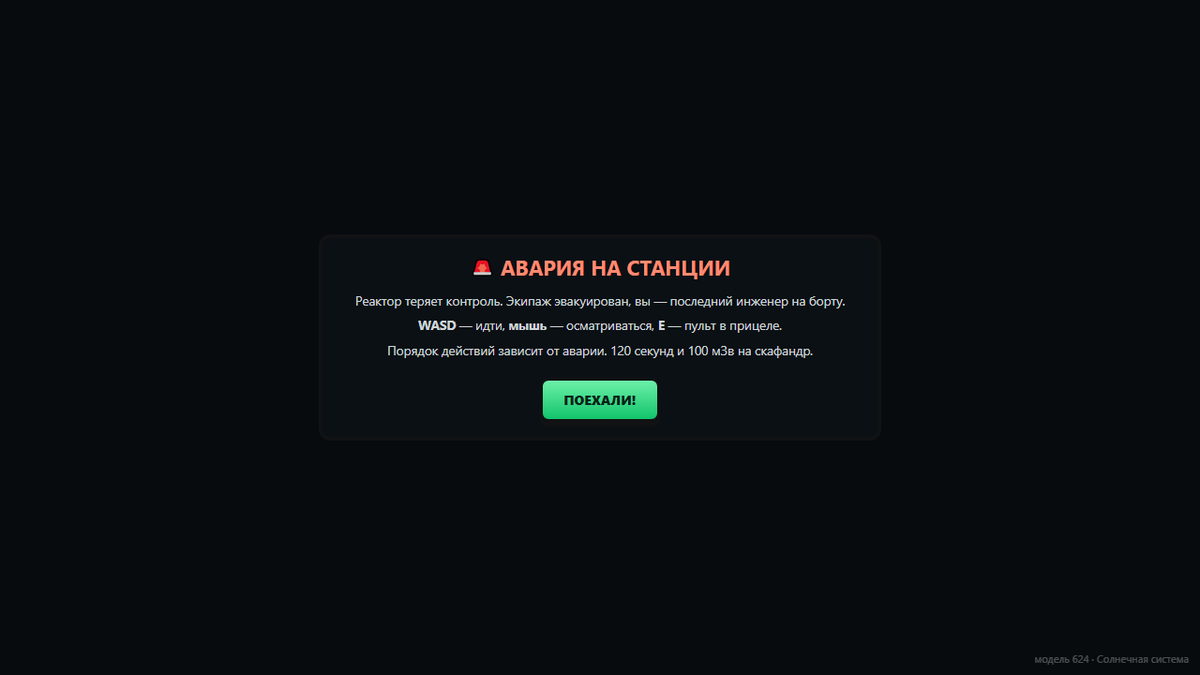 🚨 АВАРИЯ НА СТАНЦИИ
Реактор теряет контроль. Экипаж эвакуирован, вы — последний инженер на борту.
WASD — идти, мышь — осматриваться, E — пульт в прицеле.
Порядок действий зависит от аварии. 120 секунд и 100 мЗв на скафандр.
ПОЕХАЛИ!
модель 624 · Солнечная система